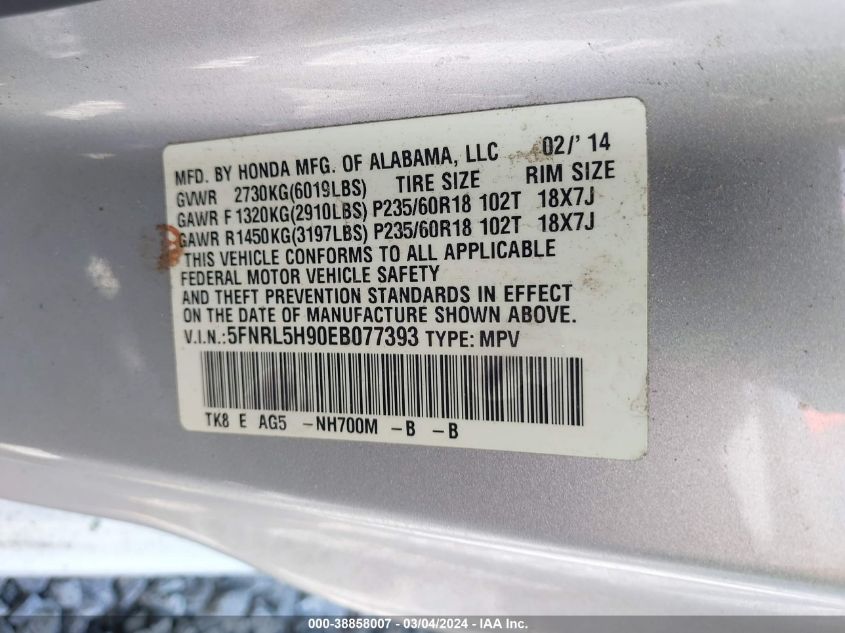 MFD. BY HONDA MFG. OF ALABAMA, LLC 02/' 14
GVWR 2730KG(6019LBS) TIRE SIZE RIM SIZE
GAWR F 1320KG(2910LBS) P235/60R18 102T 18X7J
GAWR R1450KG(3197LBS) P235/60R18 102T 18X7J
THIS VEHICLE CONFORMS TO ALL APPLICABLE
FEDERAL MOTOR VEHICLE SAFETY
AND THEFT PREVENTION STANDARDS IN EFFECT
ON THE DATE OF MANUFACTURE SHOWN ABOVE.
V.I.N.:5FNRL5H90EB077393 TYPE: MPV
TK8 E AG5 -NH700M -B -B
000-38858007 - 03/04/2024 - IAA Inc.